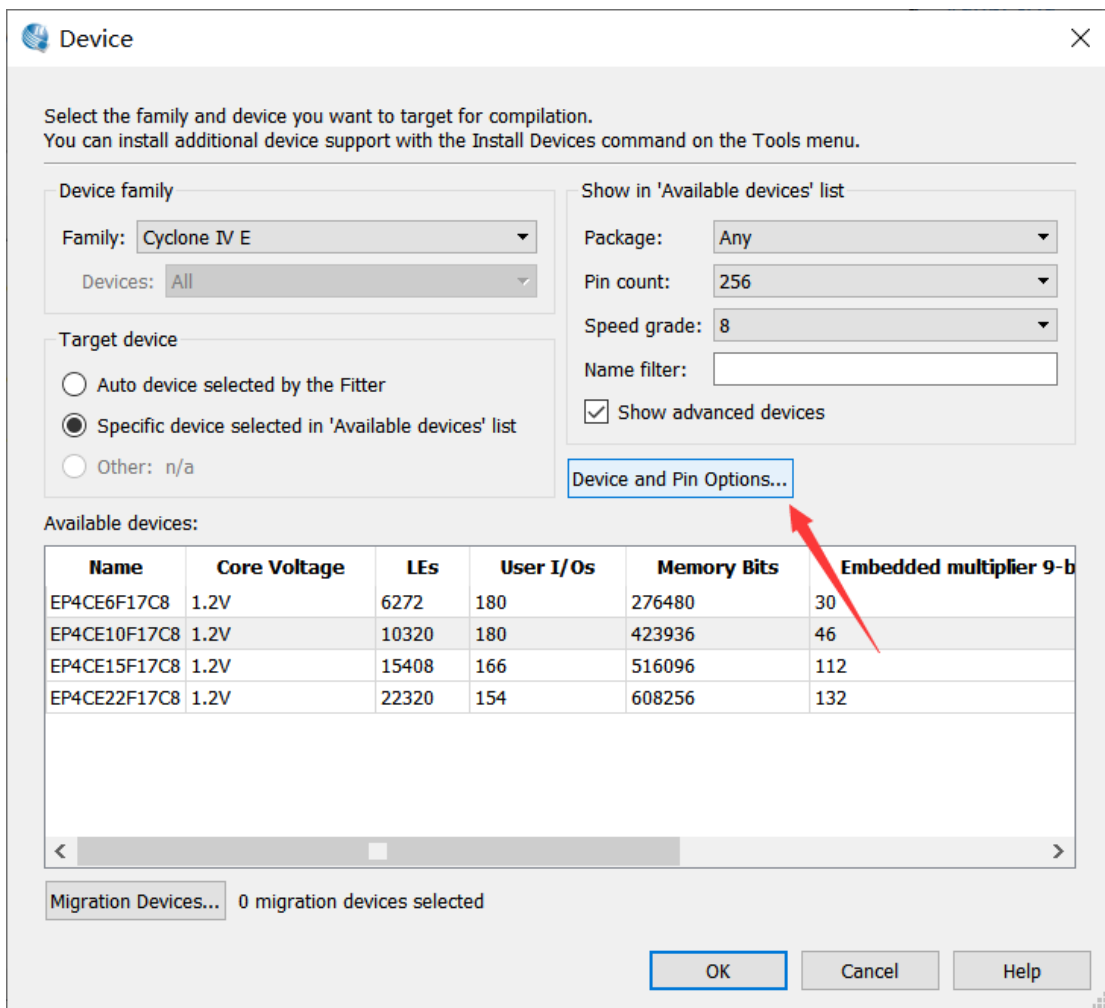 Device
Select the family and device you want to target for compilation.
You can install additional device support with the Install Devices command on the Tools menu.
Device family
Family: Cyclone IV E
Devices: All
Target device
Auto device selected by the Fitter
Specific device selected in 'Available devices' list
Other: n/a
Show in 'Available devices' list
Package: Any
Pin count: 256
Speed grade: 8
Name filter:
Show advanced devices
Device and Pin Options...
Available devices:
Name Core Voltage LEs User I/Os Memory Bits Embedded multiplier 9-b
EP4CE6F17C8 1.2V 6272 180 276480 30
EP4CE10F17C8 1.2V 10320 180 423936 46
EP4CE15F17C8 1.2V 15408 166 516096 112
EP4CE22F17C8 1.2V 22320 154 608256 132
Migration Devices... 0 migration devices selected
OK Cancel Help